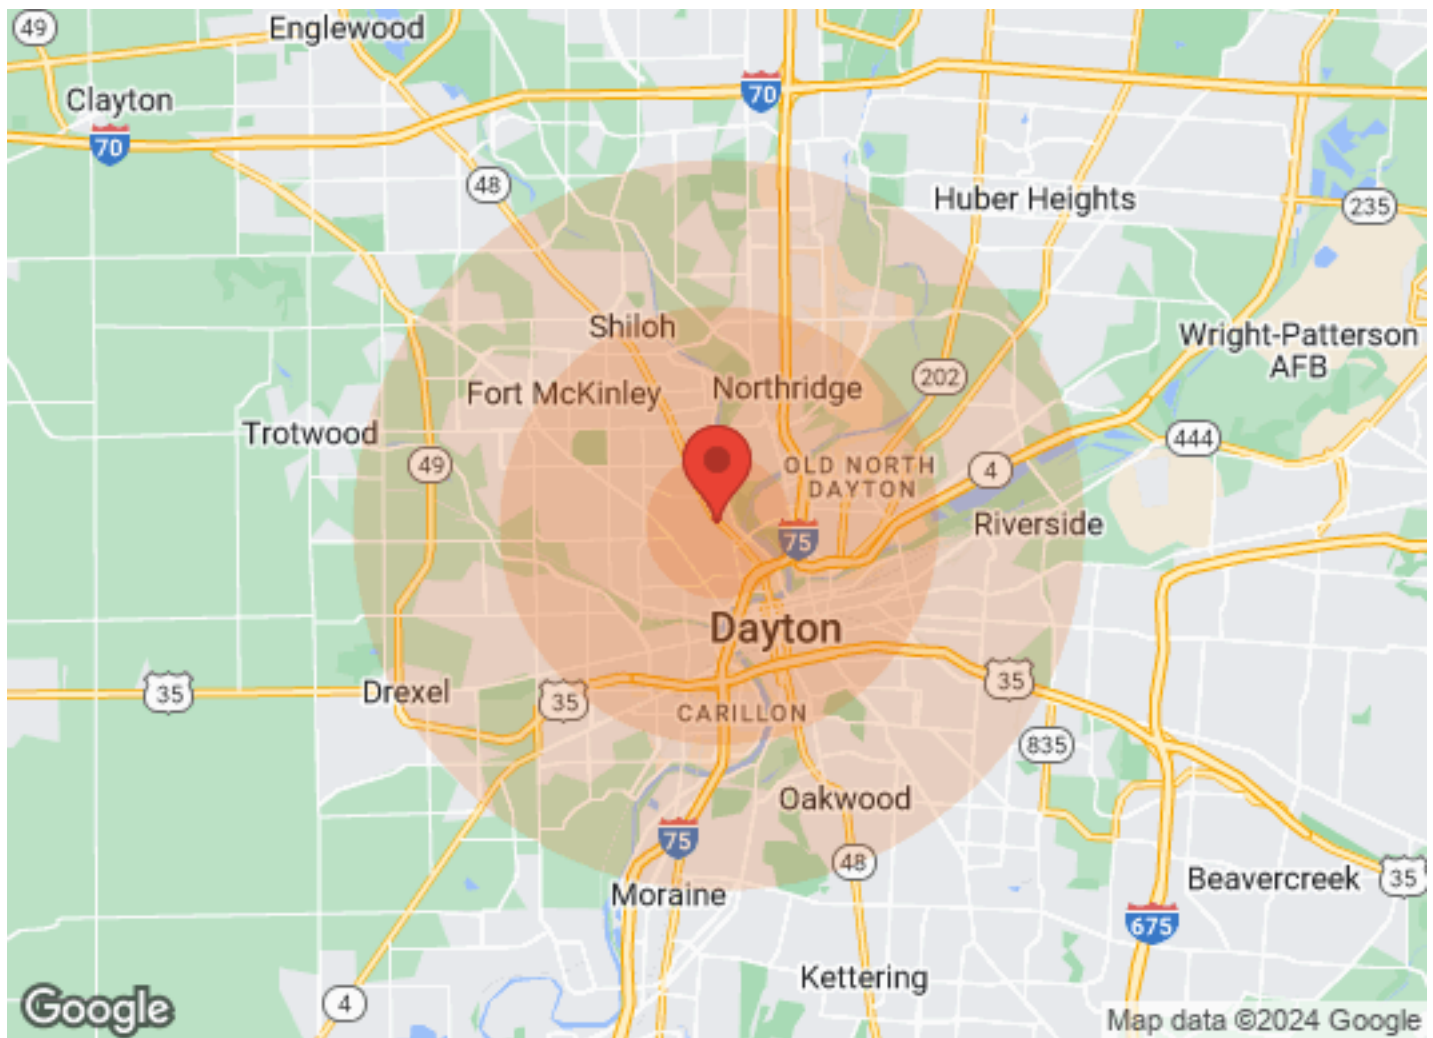 49
Englewood
70
Clayton
70
48
Huber Heights
235
Shiloh
Wright-Patterson
AFB
202
Fort McKinley
Northridge
Trotwood
444
49
OLD NORTH
DAYTON
4
Riverside
75
Dayton
35
Drexel
35
35
CARILLON
835
Oakwood
75
48
Moraine
Beavercreek
35
675
Kettering
4
Google
Map data ©2024 Google